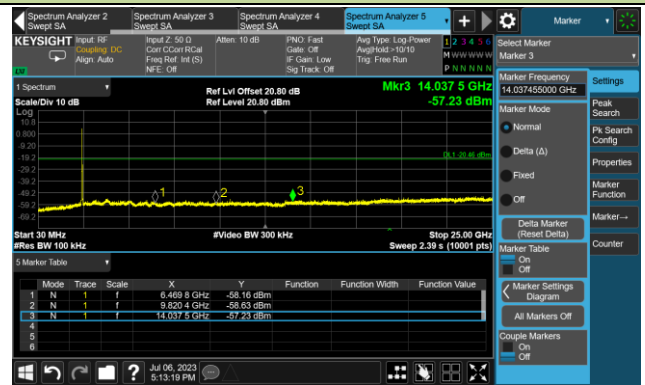 Spectrum Analyzer 2
Swept SA
Spectrum Analyzer 3
Swept SA
Spectrum Analyzer 4
Swept SA
Spectrum Analyzer 5
Swept SA
Marker
KEYSIGHT
Input: RF
Coupling: DC
Align: Auto
Input Z: 50 Ω
Corr CCorr RCal
Freq Ref: Int (S)
NFE: Off
Atten: 10 dB
PNO: Fast
Gate: Off
IF Gain: Low
Sig Track: Off
Avg Type: Log-Power
Avg|Hold:>10/10
Trig: Free Run
1 2 3 4 5 6
M W W W W W
P N N N N N
LXI
Select Marker
Marker 3
1 Spectrum
Scale/Div 10 dB
Log
Ref Lvl Offset 20.80 dB
Ref Level 20.80 dBm
Mkr3 14.037 5 GHz
-57.23 dBm
10.8
0.800
-9.20
-19.2
-29.2
-39.2
-49.2
-59.2
-69.2
DL1 -20.46 dBm
1
2
3
Start 30 MHz
#Res BW 100 kHz
#Video BW 300 kHz
Stop 25.00 GHz
Sweep 2.39 s (10001 pts)
5 Marker Table
Mode Trace Scale X Y Function Function Width Function Value
1 N 1 f 6.469 8 GHz -58.16 dBm
2 N 1 f 9.820 4 GHz -58.63 dBm
3 N 1 f 14.037 5 GHz -57.23 dBm
4
5
6
Marker Frequency
14.037455000 GHz
Marker Mode
Normal
Delta (Δ)
Fixed
Off
Delta Marker
(Reset Delta)
Marker Table
On
Off
Marker Settings
Diagram
All Markers Off
Couple Markers
On
Off
Settings
Peak
Search
Pk Search
Config
Properties
Marker
Function
Marker→
Counter
Jul 06, 2023
5:13:19 PM